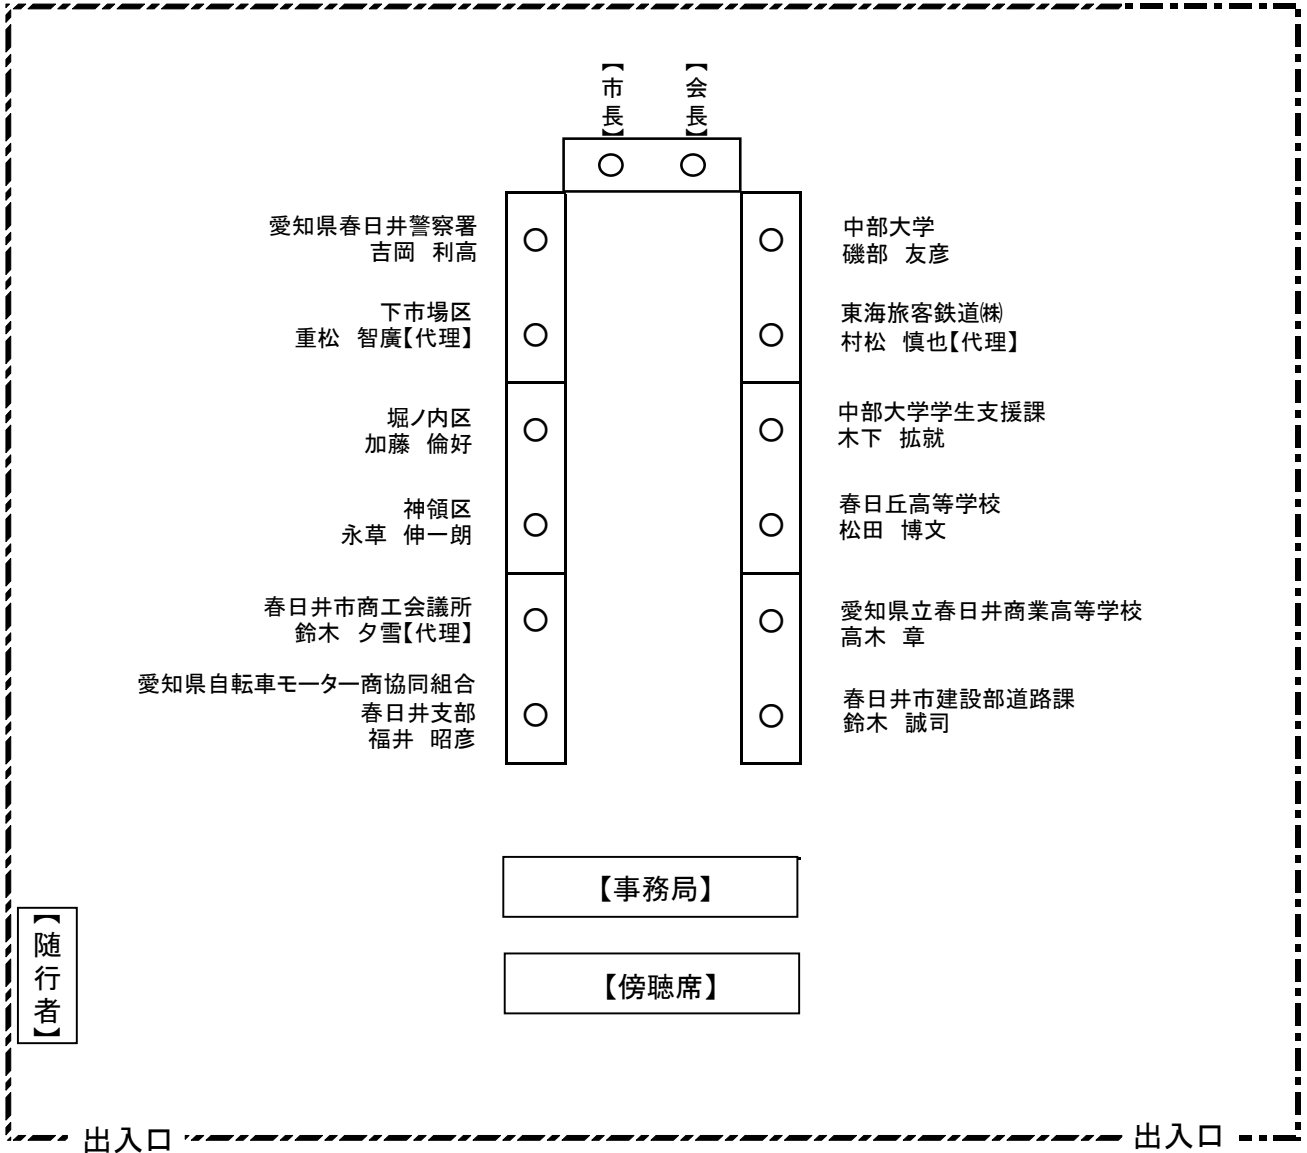 【市長】
【会長】
愛知県春日井警察署
吉岡　利高
下市場区
重松　智廣【代理】
堀ノ内区
加藤　倫好
神領区
永草　伸一朗
春日井市商工会議所
鈴木　夕雪【代理】
愛知県自転車モーター商協同組合
春日井支部
福井　昭彦
中部大学
磯部　友彦
東海旅客鉄道㈱
村松　慎也【代理】
中部大学学生支援課
木下　拡就
春日丘高等学校
松田　博文
愛知県立春日井商業高等学校
高木　章
春日井市建設部道路課
鈴木　誠司
【事務局】
【傍聴席】
【随行者】
出入口
出入口